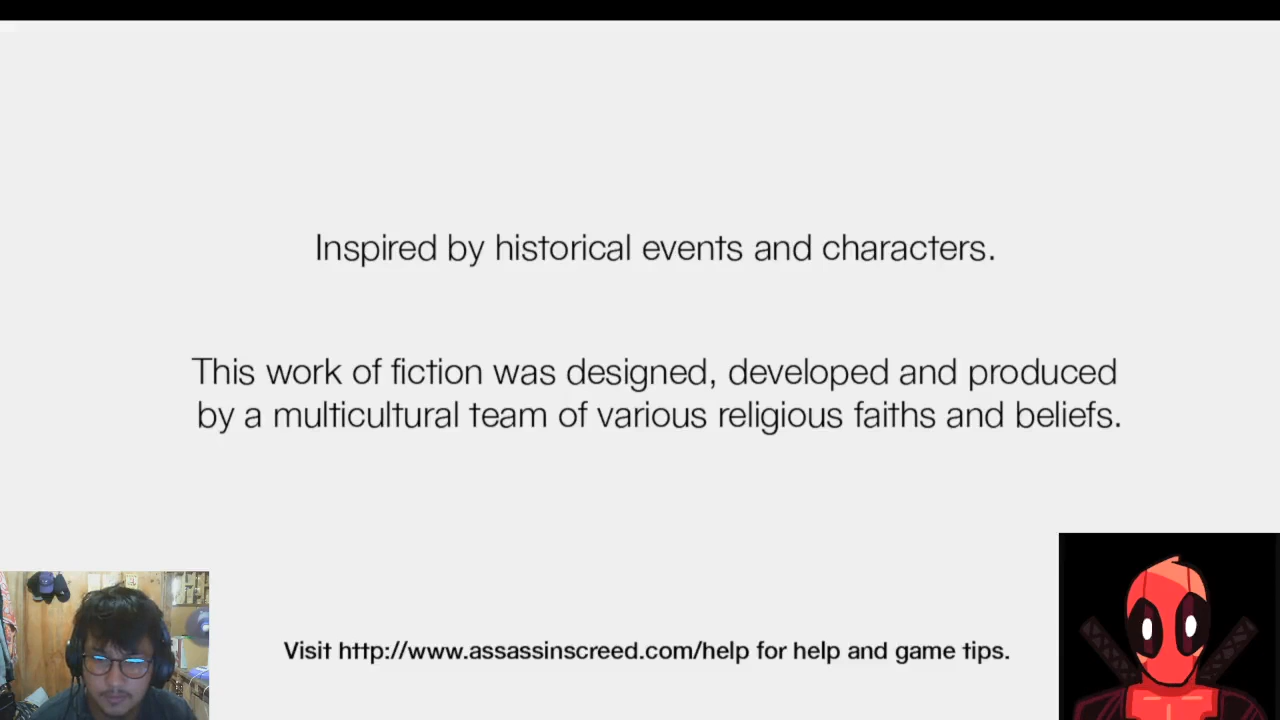 Inspired by historical events and characters.
This work of fiction was designed, developed and produced
by a multicultural team of various religious faiths and beliefs.
Visit http://www.assassinscreed.com/help for help and game tips.